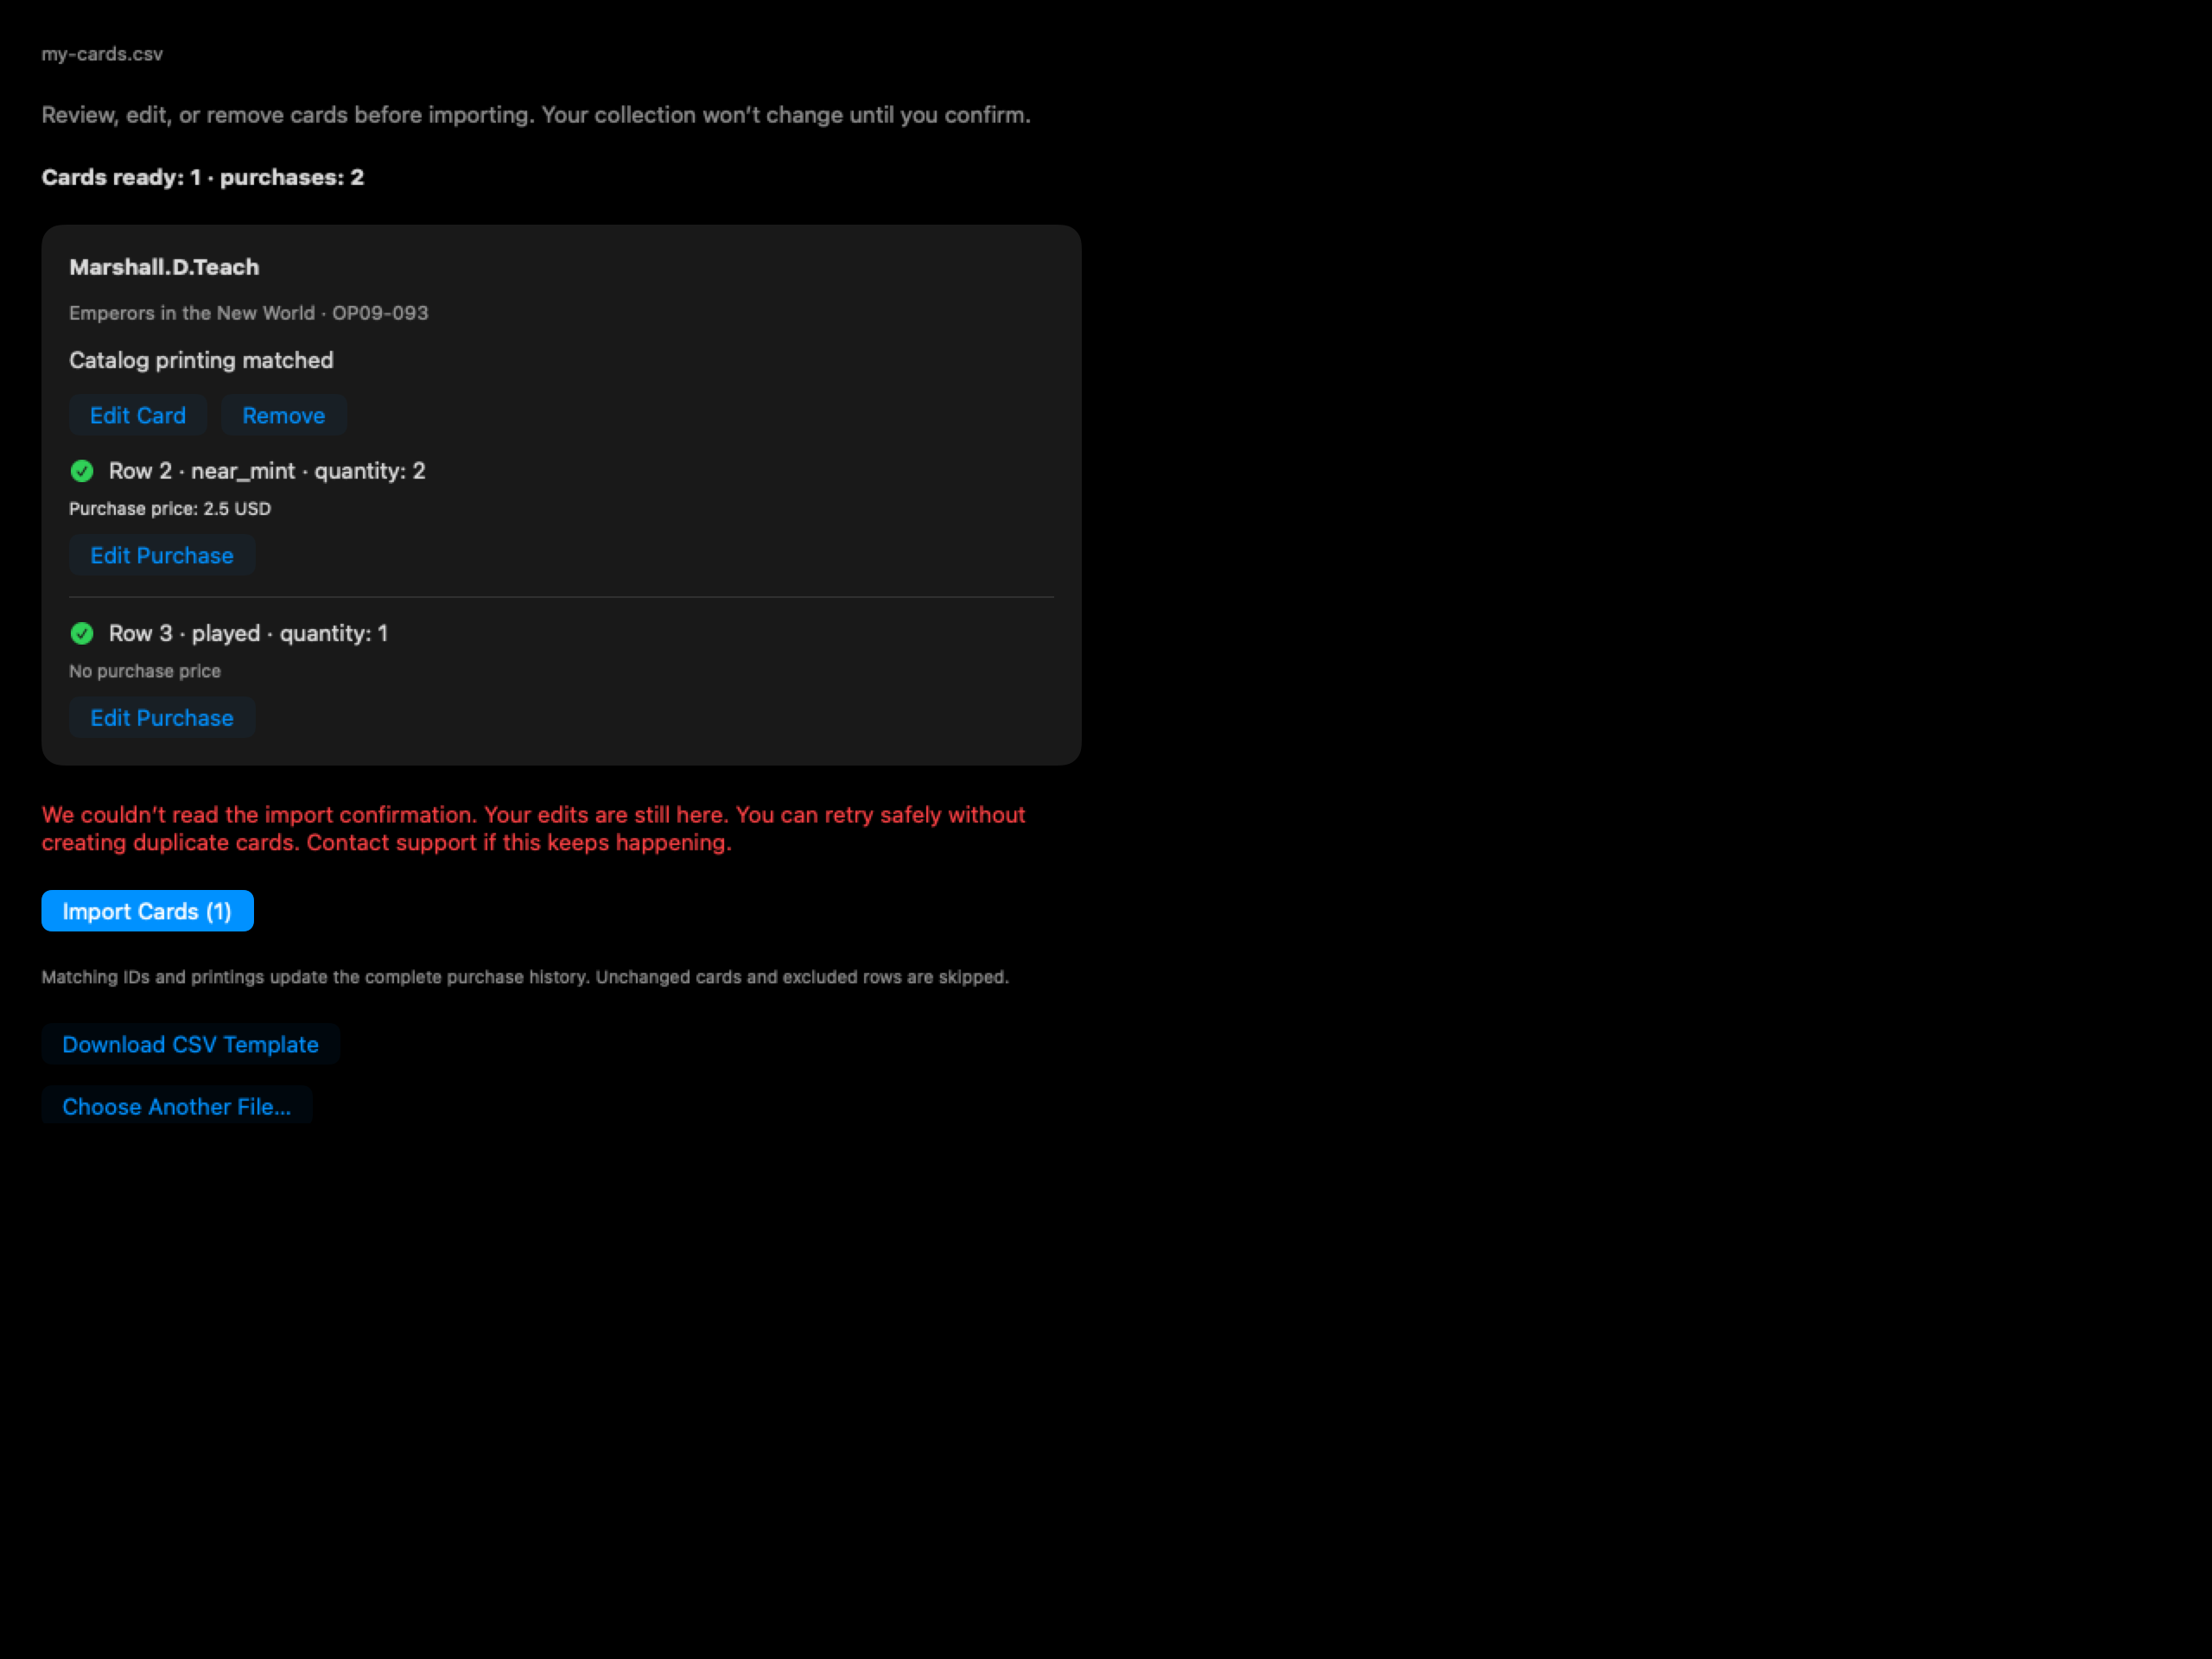 my-cards.csv
Review, edit, or remove cards before importing. Your collection won’t change until you confirm.
Cards ready: 1 · purchases: 2
Marshall.D.Teach
Emperors in the New World · OP09-093
Catalog printing matched
Edit Card
Remove
Row 2 · near_mint · quantity: 2
Purchase price: 2.5 USD
Edit Purchase
Row 3 · played · quantity: 1
No purchase price
Edit Purchase
We couldn’t read the import confirmation. Your edits are still here. You can retry safely without
creating duplicate cards. Contact support if this keeps happening.
Import Cards (1)
Matching IDs and printings update the complete purchase history. Unchanged cards and excluded rows are skipped.
Download CSV Template
Choose Another File…